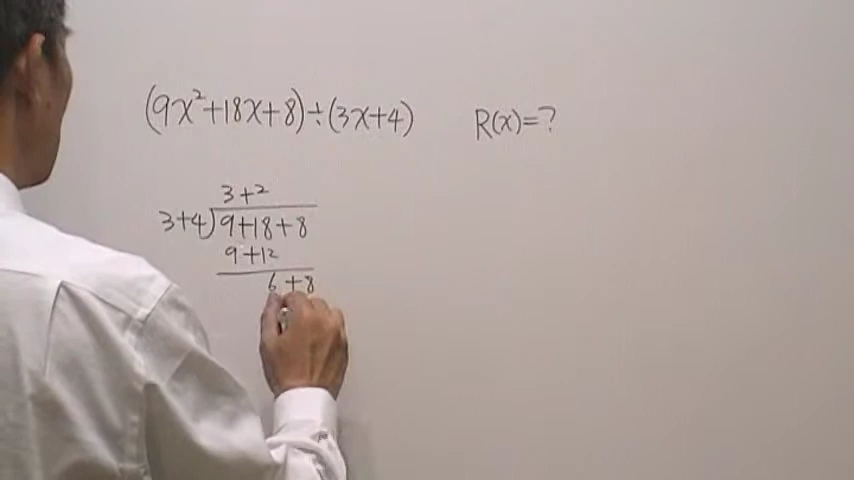 (9x²+18x+8)÷(3x+4) R(x)=?
3+2
3+4)9+18+8
9+12
6+8